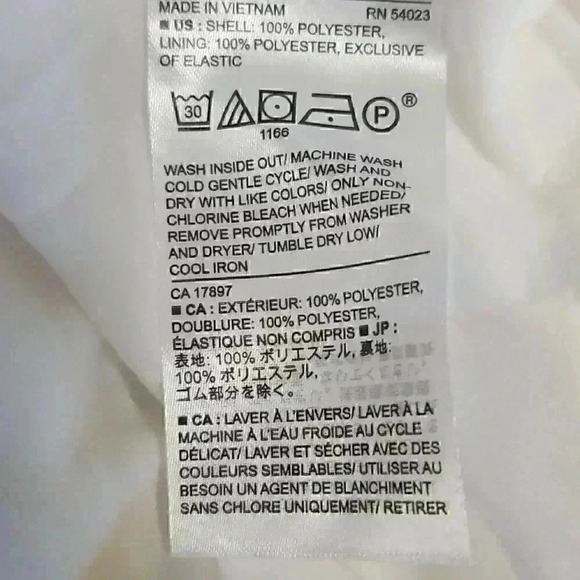 MADE IN VIETNAM RN 54023
■ US : SHELL: 100% POLYESTER,
LINING: 100% POLYESTER, EXCLUSIVE
OF ELASTIC
30 P ®
1166
WASH INSIDE OUT/ MACHINE WASH
COLD GENTLE CYCLE/ WASH AND
DRY WITH LIKE COLORS/ ONLY NON-
CHLORINE BLEACH WHEN NEEDED/
REMOVE PROMPTLY FROM WASHER
AND DRYER/ TUMBLE DRY LOW/
COOL IRON
CA 17897
■ CA : EXTÉRIEUR: 100% POLYESTER,
DOUBLURE: 100% POLYESTER,
ÉLASTIQUE NON COMPRIS ■ JP :
表地: 100% ポリエステル, 裏地:
100% ポリエステル,
ゴム部分を除く。
■ CA : LAVER À L'ENVERS/ LAVER À LA
MACHINE À L'EAU FROIDE AU CYCLE
DÉLICAT/ LAVER ET SÉCHER AVEC DES
COULEURS SEMBLABLES/ UTILISER AU
BESOIN UN AGENT DE BLANCHIMENT
SANS CHLORE UNIQUEMENT/ RETIRER